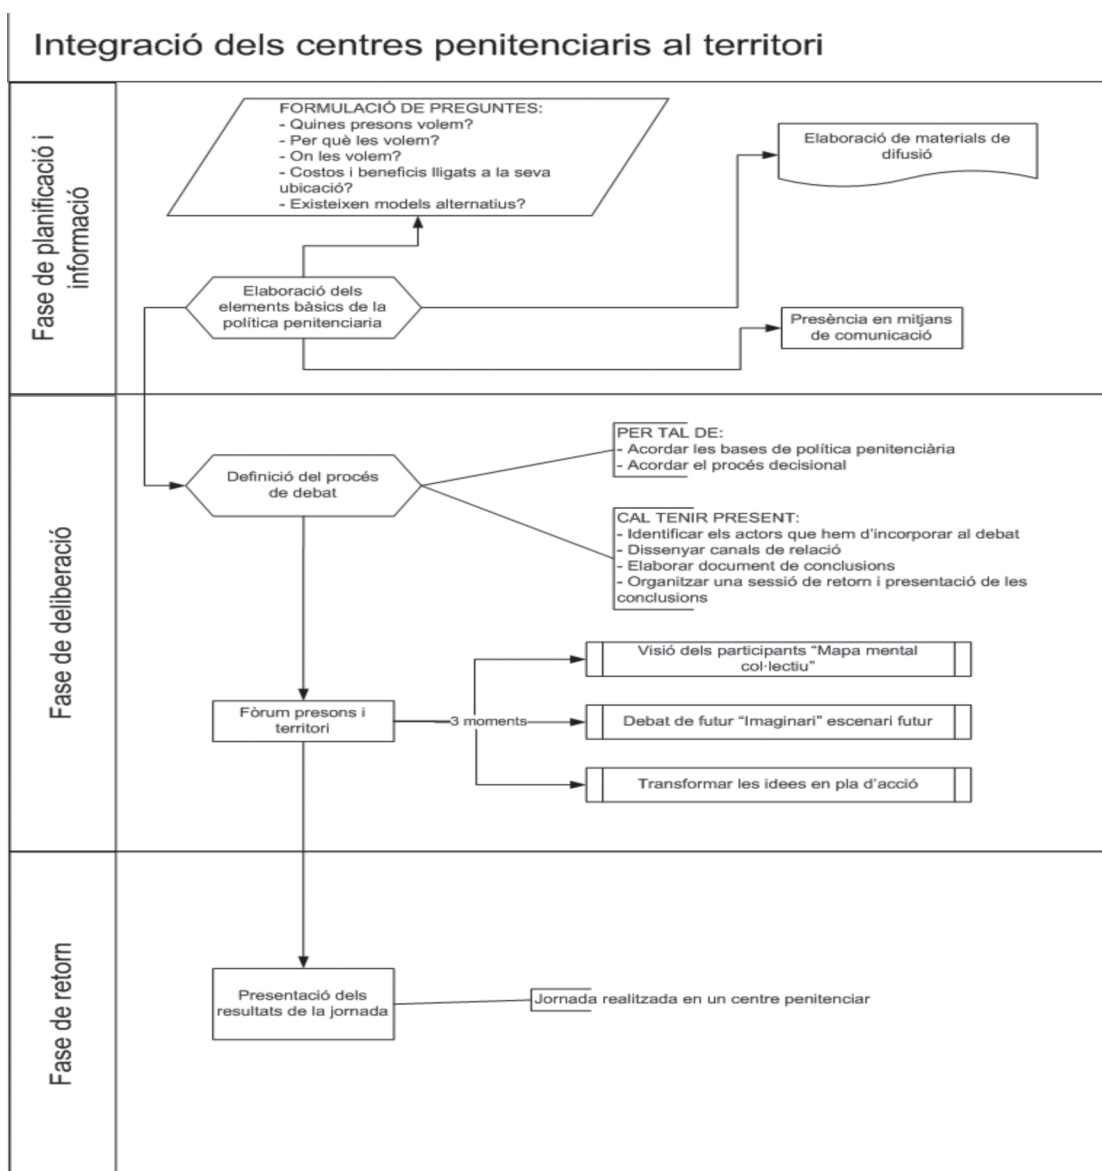 Integració dels centres penitenciaris al territori
Fase de planificació i
informació
FORMULACIÓ DE PREGUNTES:
- Quines presons volem?
- Per què les volem?
- On les volem?
- Costos i beneficis lligats a la seva
ubicació?
- Existeixen models alternatius?
Elaboració de materials de
difusió
Elaboració dels
elements bàsics de la
política penitenciaria
Presència en mitjans
de comunicació
Fase de deliberació
PER TAL DE:
- Acordar les bases de política penitenciària
- Acordar el procés decisional
Definició del procés
de debat
CAL TENIR PRESENT:
- Identificar els actors que hem d'incorporar al debat
- Dissenyar canals de relació
- Elaborar document de conclusions
- Organitzar una sessió de retorn i presentació de les
conclusions
Visió dels participants "Mapa mental
col·lectiu"
Fòrum presons i
territori
3 moments
Debat de futur "Imaginari" escenari futur
Transformar les idees en pla d'acció
Fase de retorn
Presentació dels
resultats de la jornada
Jornada realitzada en un centre penitenciar